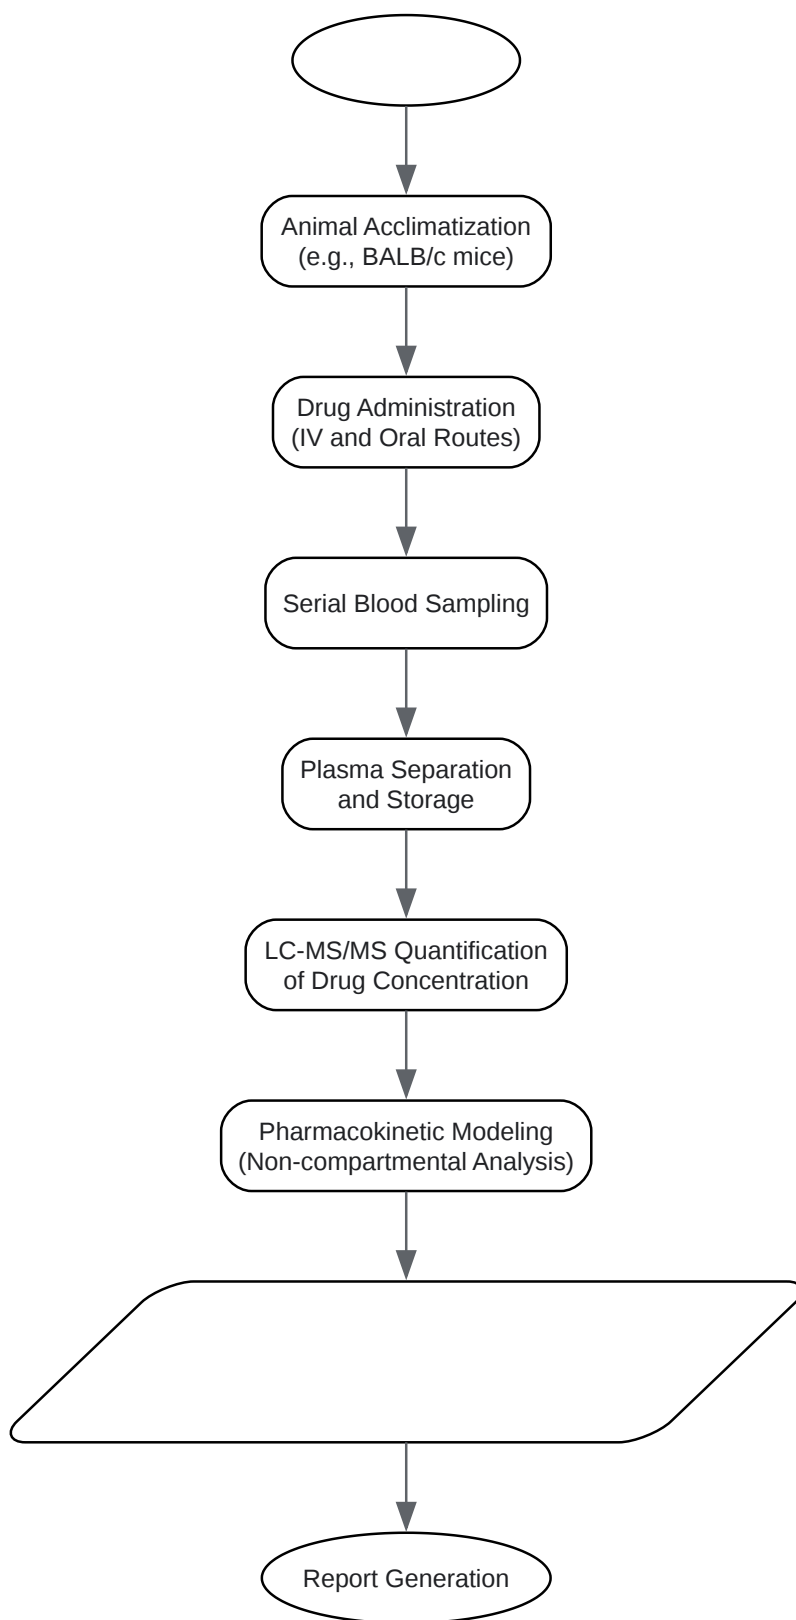 Animal Acclimatization
(e.g., BALB/c mice)
Drug Administration
(IV and Oral Routes)
Serial Blood Sampling
Plasma Separation
and Storage
LC-MS/MS Quantification
of Drug Concentration
Pharmacokinetic Modeling
(Non-compartmental Analysis)
Report Generation